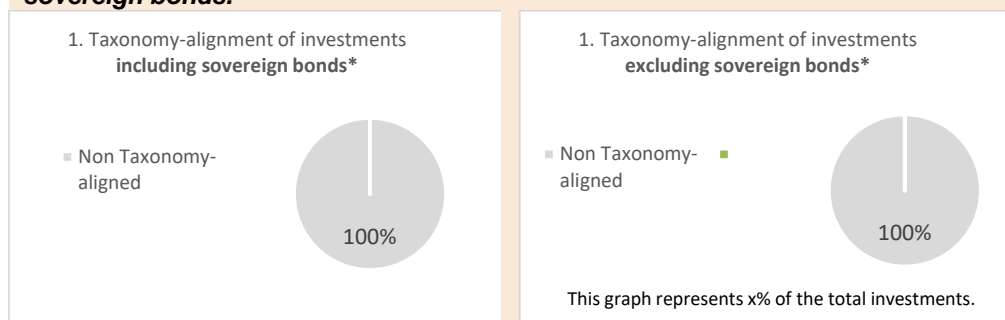 sovereign bonds.
1. Taxonomy-alignment of investments
including sovereign bonds*
Non Taxonomy-
aligned
100%
1. Taxonomy-alignment of investments
excluding sovereign bonds*
Non Taxonomy-
aligned
100%
This graph represents x% of the total investments.